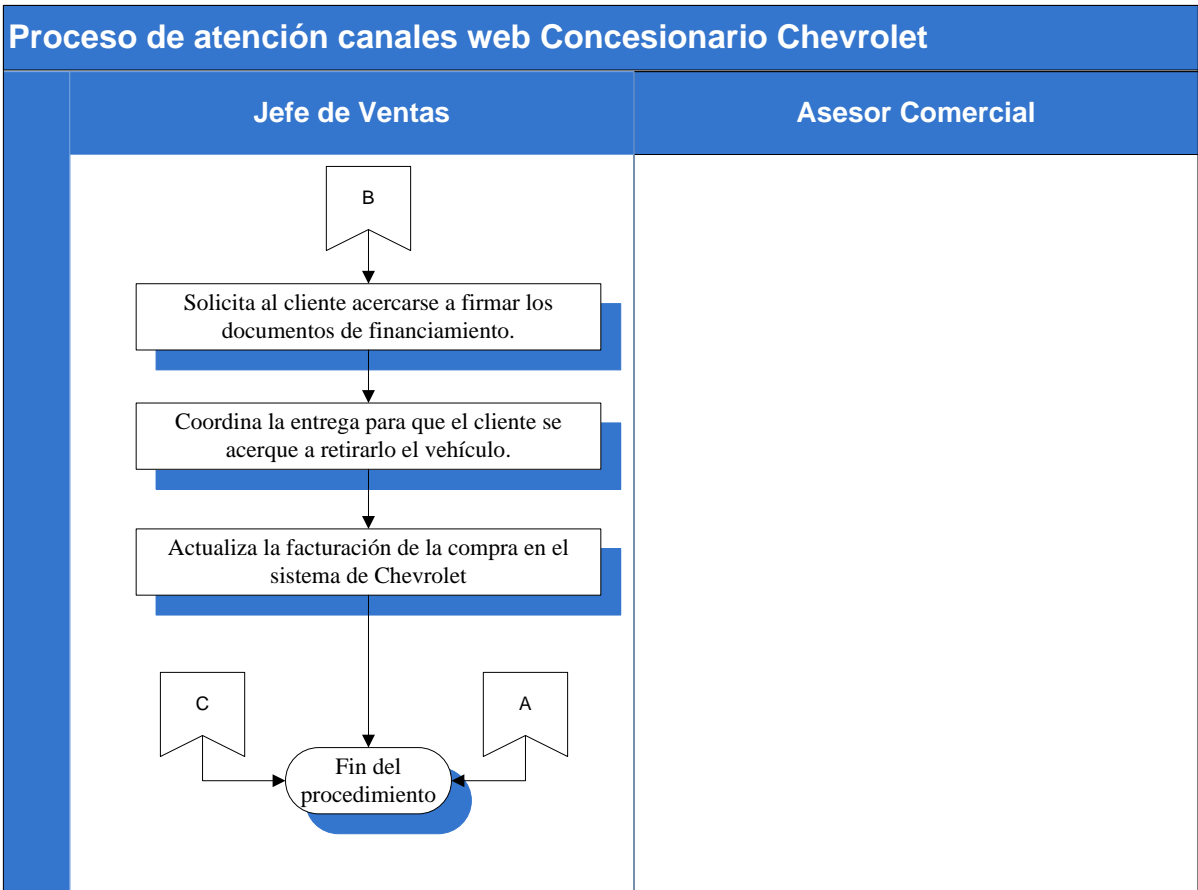 Proceso de atención canales web Concesionario Chevrolet
Jefe de Ventas
Asesor Comercial
B
Solicita al cliente acercarse a firmar los
documentos de financiamiento.
Coordina la entrega para que el cliente se
acerque a retirarlo el vehículo.
Actualiza la facturación de la compra en el
sistema de Chevrolet
C
A
Fin del
procedimiento